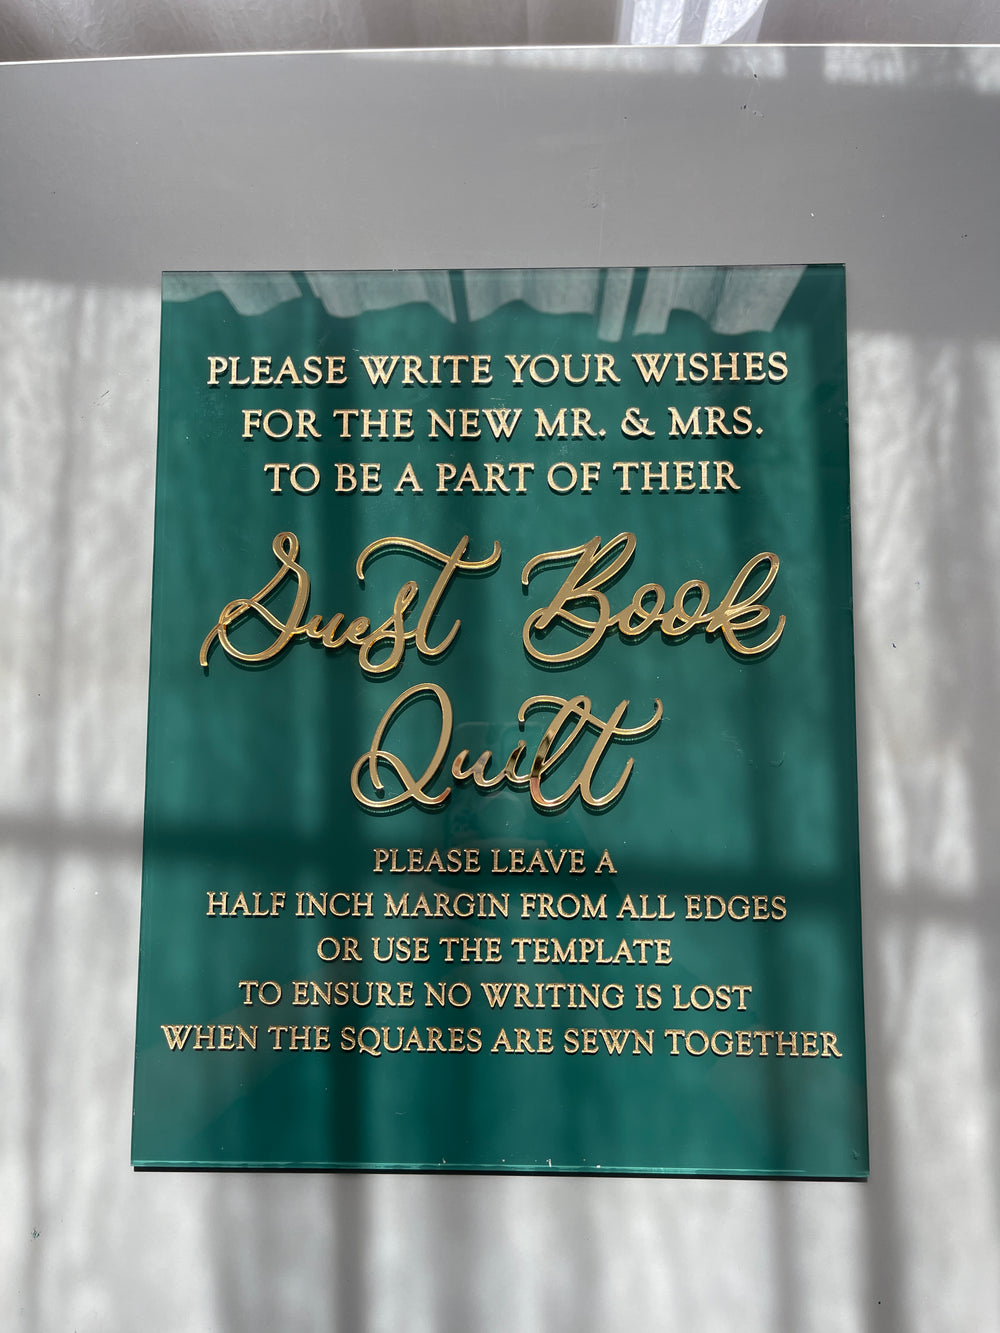 PLEASE WRITE YOUR WISHES
FOR THE NEW MR. & MRS.
TO BE A PART OF THEIR
Guest Book
Quilt
PLEASE LEAVE A
HALF INCH MARGIN FROM ALL EDGES
OR USE THE TEMPLATE
TO ENSURE NO WRITING IS LOST
WHEN THE SQUARES ARE SEWN TOGETHER